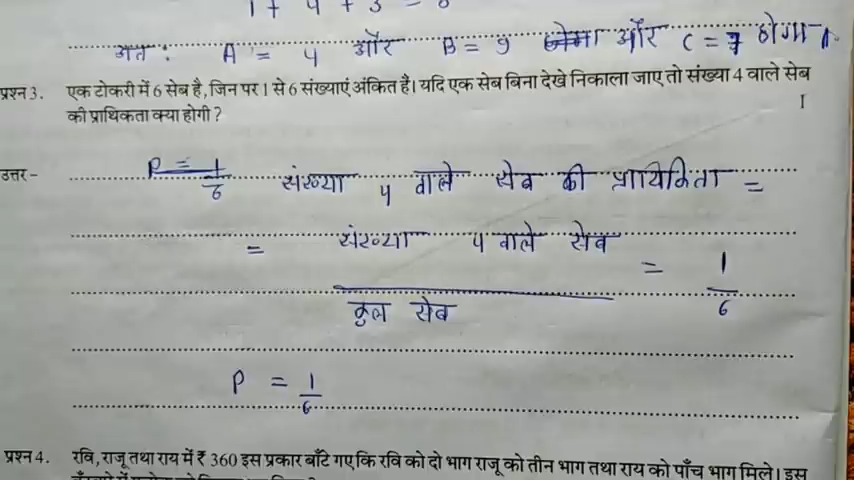 1 + 4 + 3 = 8
अत : A = 4 और B = 9 और C = 7 होगा ।
प्रश्न 3. एक टोकरी में 6 सेब है, जिन पर 1 से 6 संख्याएं अंकित है। यदि एक सेब बिना देखे निकाला जाए तो संख्या 4 वाले सेब
की प्राथिकता क्या होगी ?
I
उत्तर – P = 1/6 संख्या 4 वाले सेब की प्रायिकता =
= संख्या 4 वाले सेब / कुल सेब = 1/6
P = 1/6
प्रश्न 4. रवि, राजू तथा राय में ₹ 360 इस प्रकार बाँटे गए कि रवि को दो भाग राजू को तीन भाग तथा राय को पाँच भाग मिले। इस